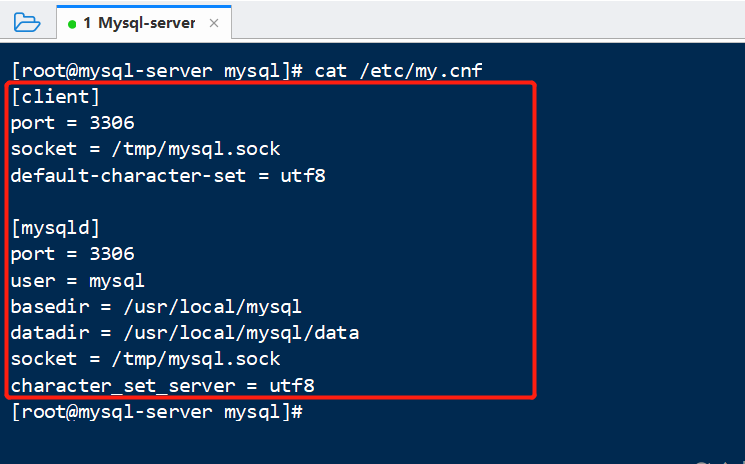 1 Mysql-server ×
[root@mysql-server mysql]# cat /etc/my.cnf
[client]
port = 3306
socket = /tmp/mysql.sock
default-character-set = utf8
[mysqld]
port = 3306
user = mysql
basedir = /usr/local/mysql
datadir = /usr/local/mysql/data
socket = /tmp/mysql.sock
character_set_server = utf8
[root@mysql-server mysql]#